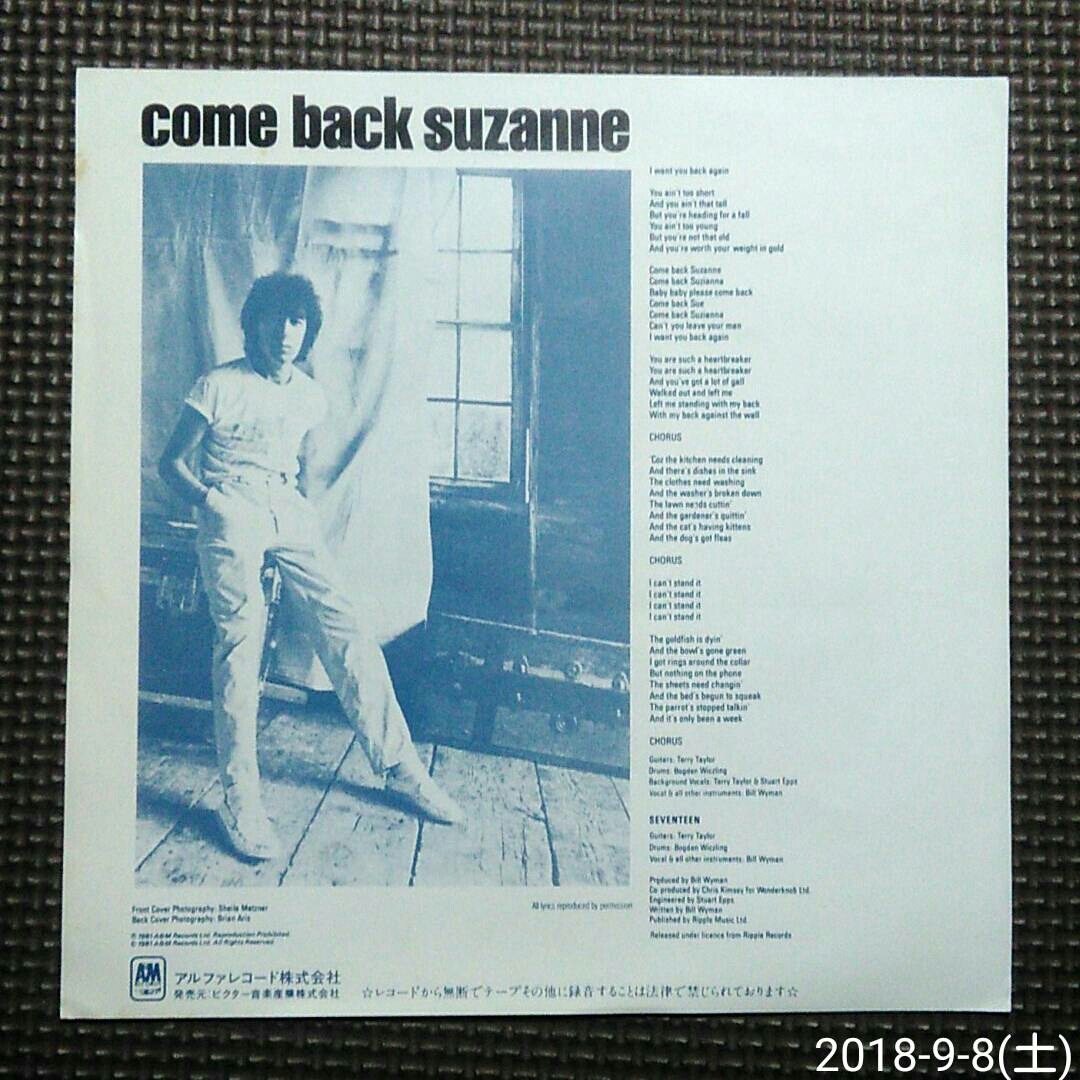 come back suzanne
I want you back again
You ain't too short
And you ain't that tall
But you're heading for a fall
You ain't too young
But you're not that old
And you're worth your weight in gold
Come back Suzanne
Come back Suzianna
Baby baby please come back
Come back Sue
Come back Suzianna
Can't you leave your man
I want you back again
You are such a heartbreaker
You are such a heartbreaker
And you've got a lot of gall
Walked out and left me
Left me standing with my back
With my back against the wall
CHORUS
'Coz the kitchen needs cleaning
And there's dishes in the sink
The clothes need washing
And the washer's broken down
The lawn needs cuttin'
And the gardener's quittin'
And the cat's having kittens
And the dog's got fleas
CHORUS
I can't stand it
I can't stand it
I can't stand it
I can't stand it
The goldfish is dyin'
And the bowl's gone green
I got rings around the collar
But nothing on the phone
The sheets need changin'
And the bed's begun to squeak
The parrot's stopped talkin'
And it's only been a week
CHORUS
Guitars: Terry Taylor
Drums: Bogdan Wiczling
Background Vocals: Terry Taylor & Stuart Epps
Vocal & all other instruments: Bill Wyman
SEVENTEEN
Guitars: Terry Taylor
Drums: Bogdan Wiczling
Vocal & all other instruments: Bill Wyman
Produced by Bill Wyman
Co-produced by Chris Kimsey for Wonderknob Ltd.
Engineered by Stuart Epps
Written by Bill Wyman
Published by Ripple Music Ltd.
Released under licence from Ripple Records
All lyrics reproduced by permission
Front Cover Photography: Sheila Metzner
Back Cover Photography: Brian Aris
℗ 1981 A&M Records Ltd. Reproduction Prohibited.
© 1981 A&M Records Ltd. All Rights Reserved.
A&M
アルファレコード株式会社
発売元:ビクター音楽産業株式会社
☆レコードから無断でテープその他に録音することは法律で禁じられております☆
2018-9-8(土)